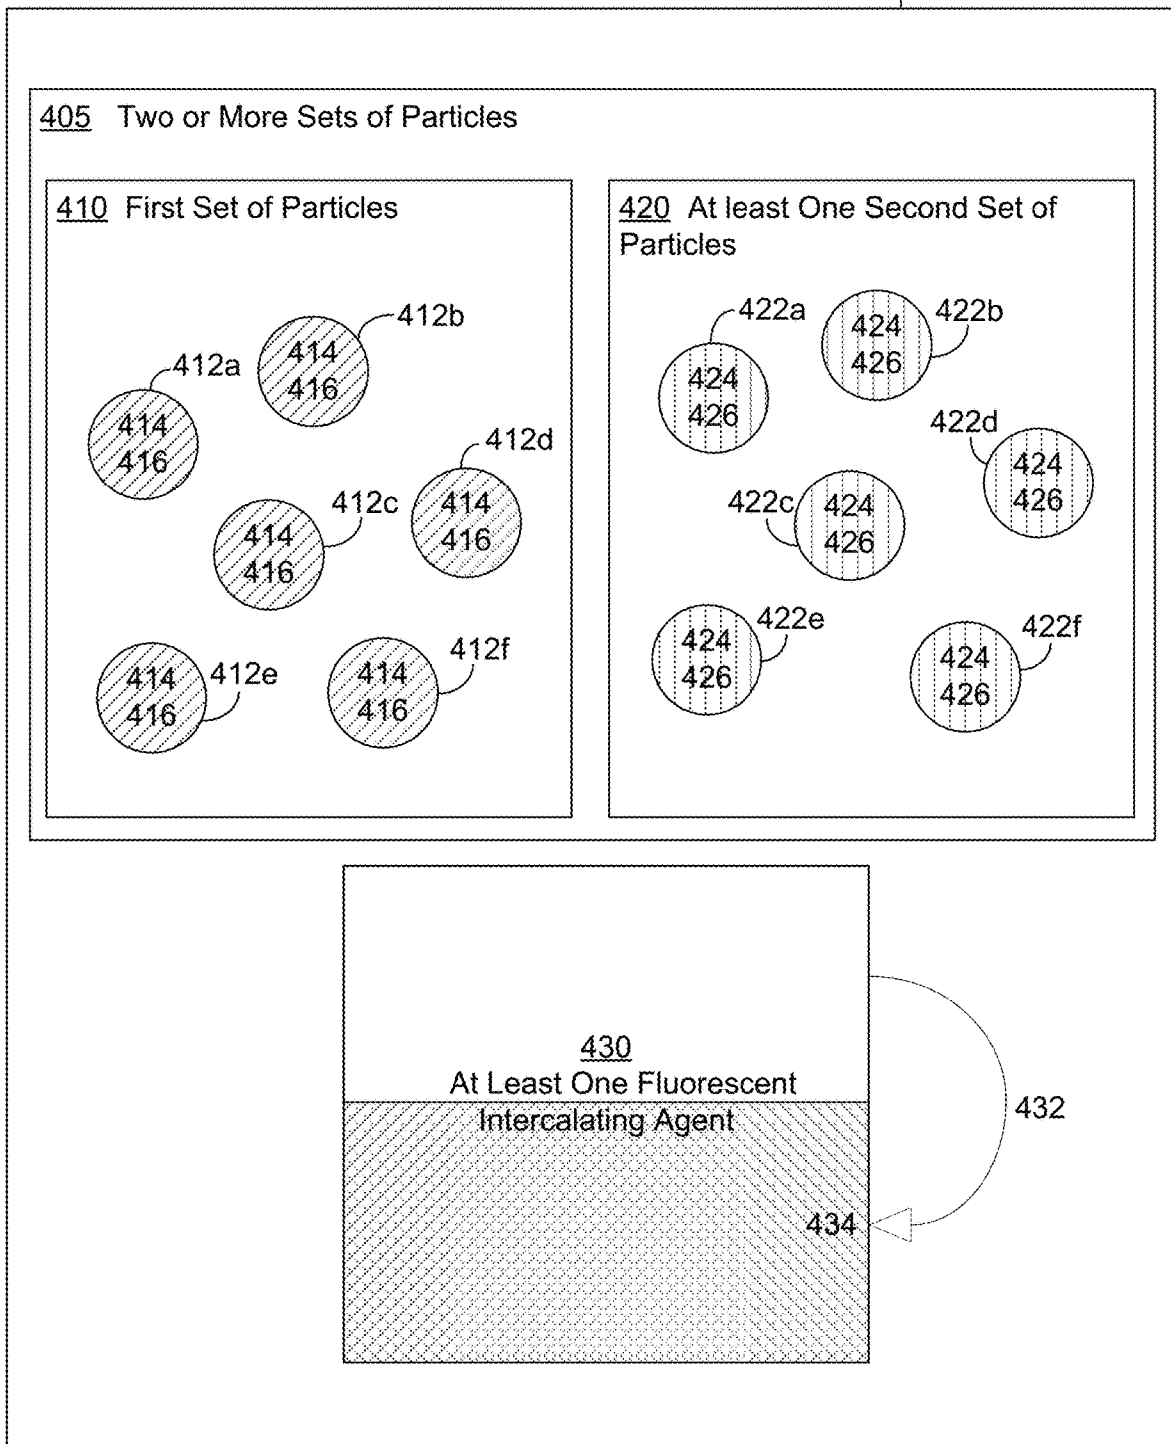 405 Two or More Sets of Particles
410 First Set of Particles
420 At least One Second Set of
Particles
412a
414
416
412b
414
416
412c
414
416
412d
414
416
412e
414
416
412f
414
416
422a
424
426
422b
424
426
422c
424
426
422d
424
426
422e
424
426
422f
424
426
430
At Least One Fluorescent
Intercalating Agent
432
434